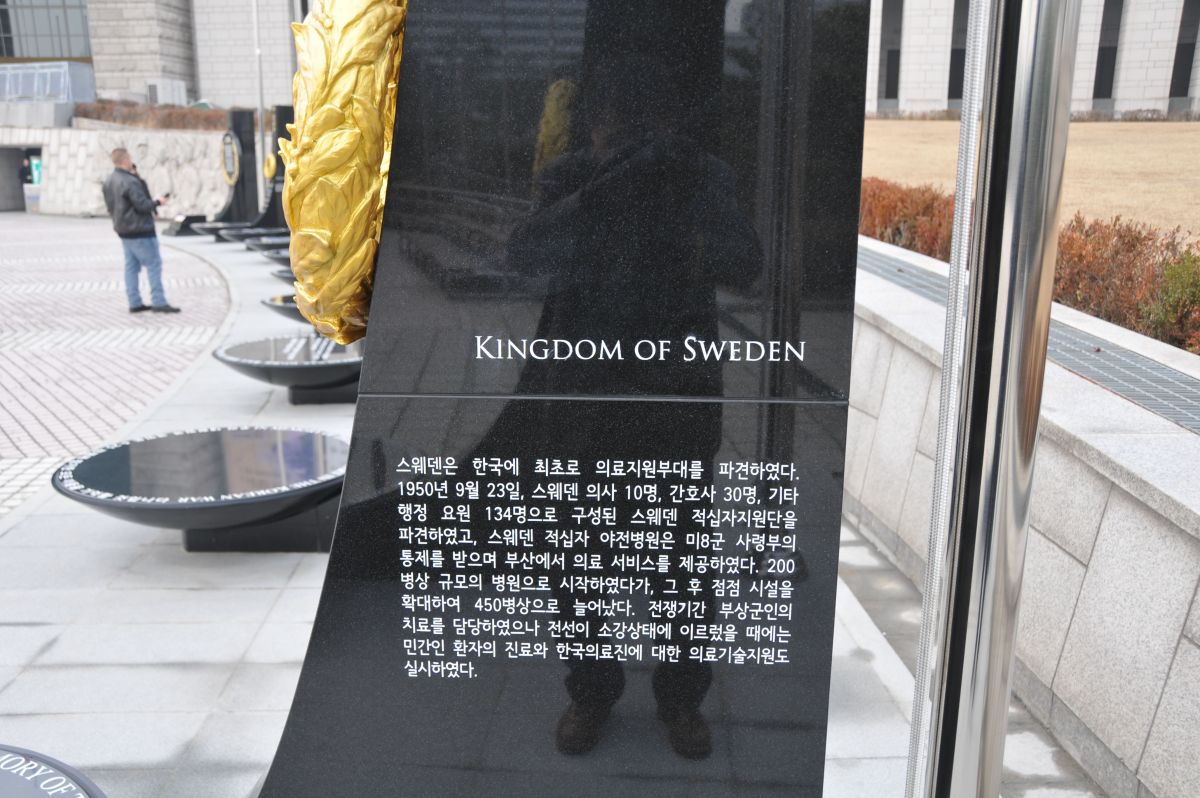 KINGDOM OF SWEDEN
스웨덴은 한국에 최초로 의료지원부대를 파견하였다.
1950년 9월 23일, 스웨덴 의사 10명, 간호사 30명, 기타
행정 요원 134명으로 구성된 스웨덴 적십자지원단을
파견하였고, 스웨덴 적십자 야전병원은 미8군 사령부의
통제를 받으며 부산에서 의료 서비스를 제공하였다. 200
병상 규모의 병원으로 시작하였다가, 그 후 점점 시설을
확대하여 450병상으로 늘어났다. 전쟁기간 부상군인의
치료를 담당하였으나 전선이 소강상태에 이르렀을 때에는
민간인 환자의 진료와 한국의료진에 대한 의료기술지원도
실시하였다.
MORY OF